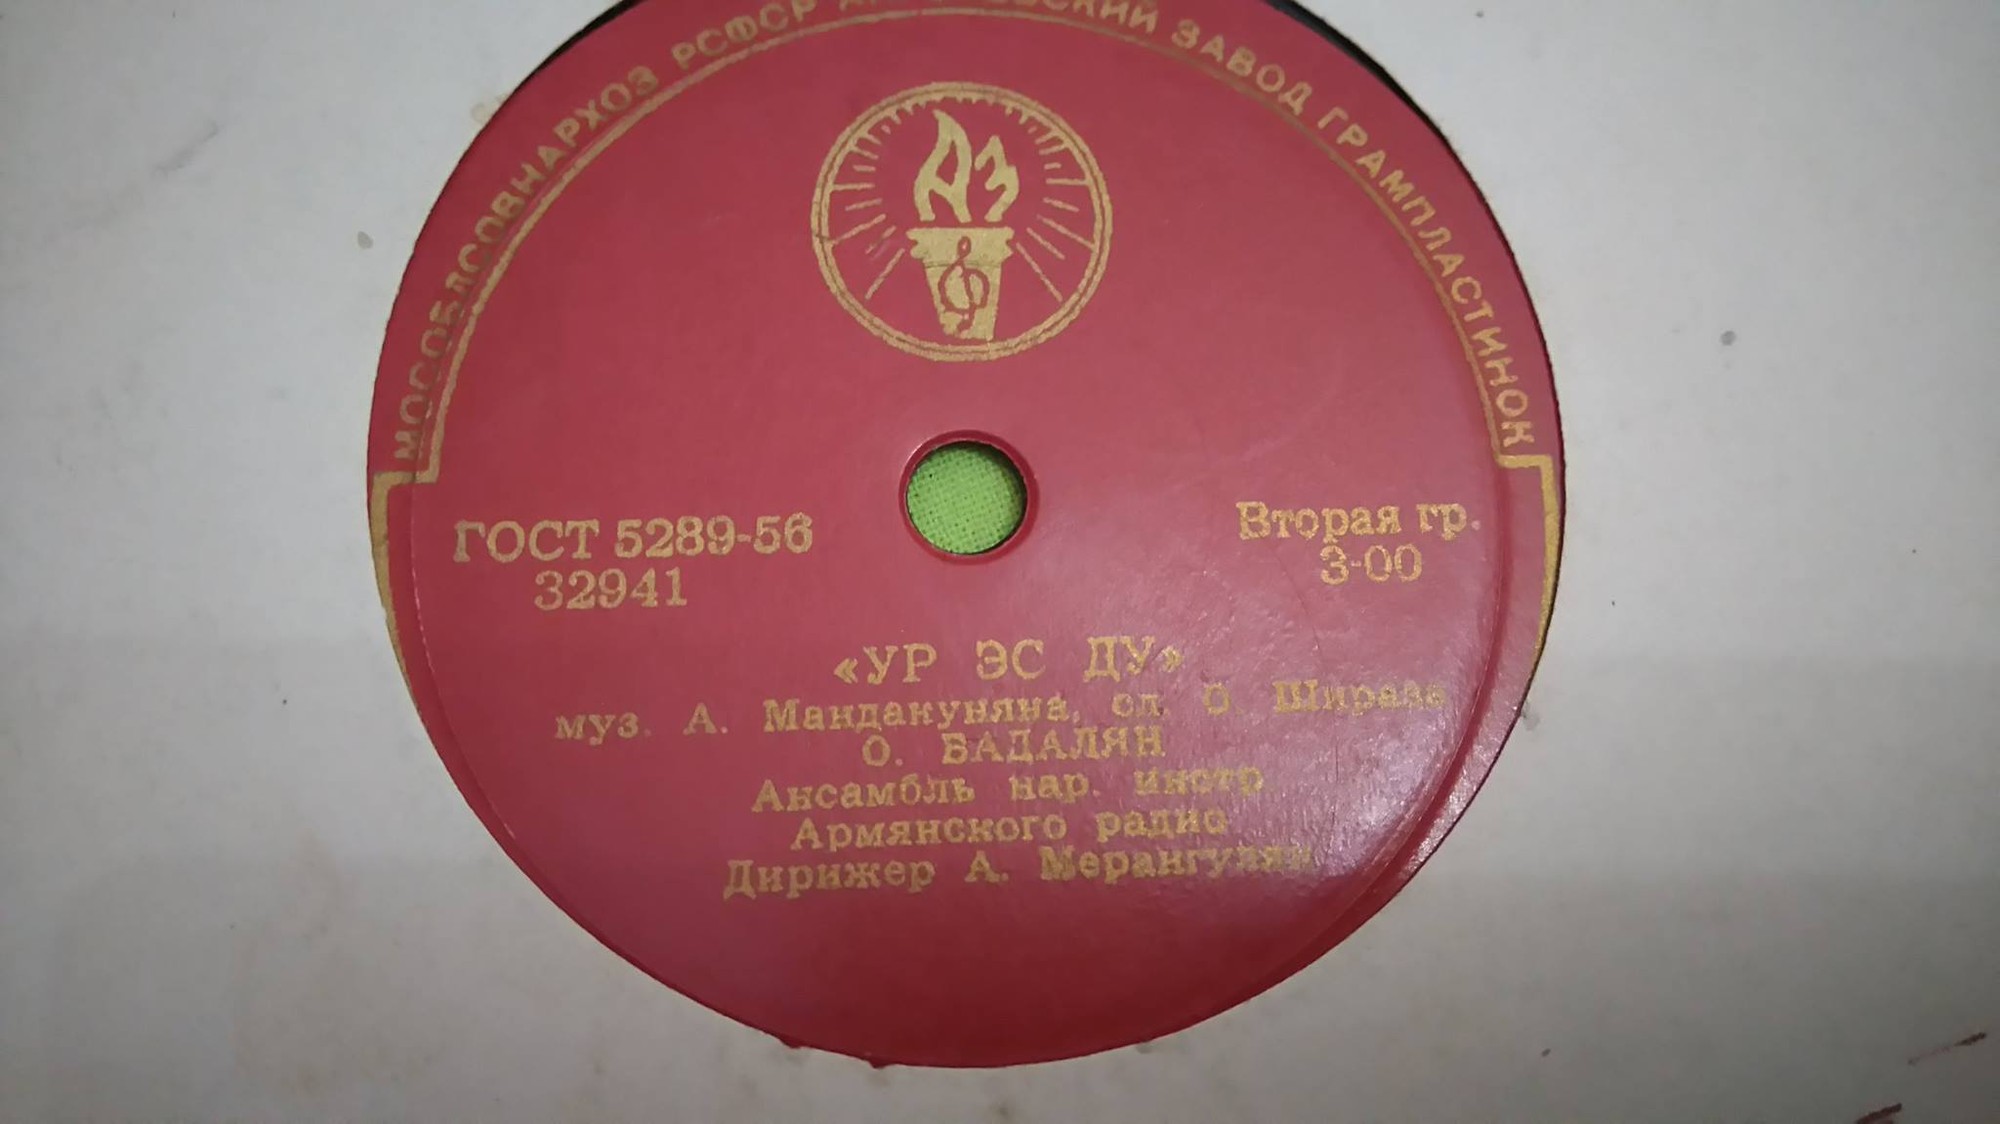 МОСОБЛСОВНАРХОЗ РСФСР ЗАВОД ГРАМПЛАСТИНОК
АЗ
ГОСТ 5289-56
32941
Вторая гр.
3-00
«УР ЭС ДУ»
муз. А. Мандакуняна, сл. О. Шираза
О. БАДАЛЯН
Ансамбль нар. инстр
Армянского радио
Дирижер А. Мерангулян